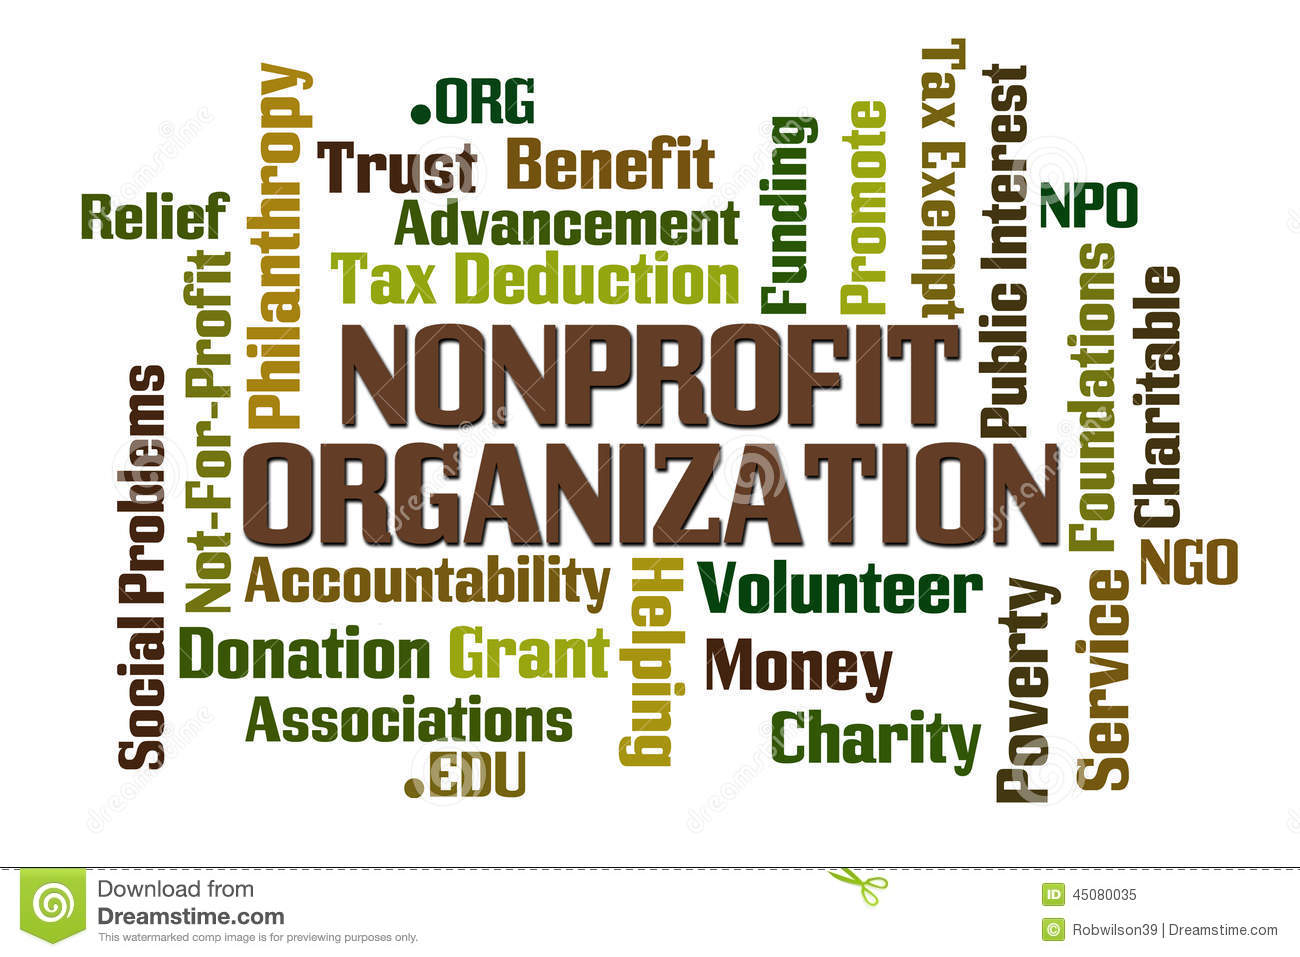 .ORG
Trust Benefit
Relief
Advancement
Tax Deduction
Philanthropy
Not-For-Profit
Social Problems
Funding
Promote
Tax Exempt
Public Interest
NPO
Foundations
Charitable
NONPROFIT
ORGANIZATION
NGO
Accountability
Helping
Volunteer
Donation Grant
Money
Associations
Charity
.EDU
Poverty
Service
Download from
Dreamstime.com
This watermarked comp image is for previewing purposes only.
ID 45080035
© Robwilson39 | Dreamstime.com